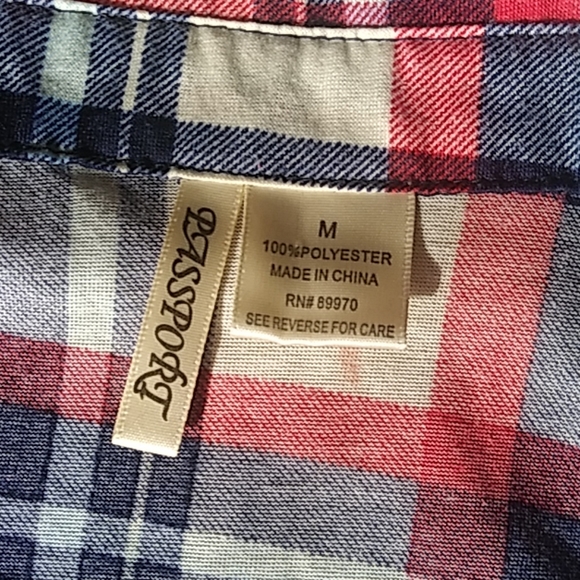 PASSPORT
M
100%POLYESTER
MADE IN CHINA
RN# 89970
SEE REVERSE FOR CARE